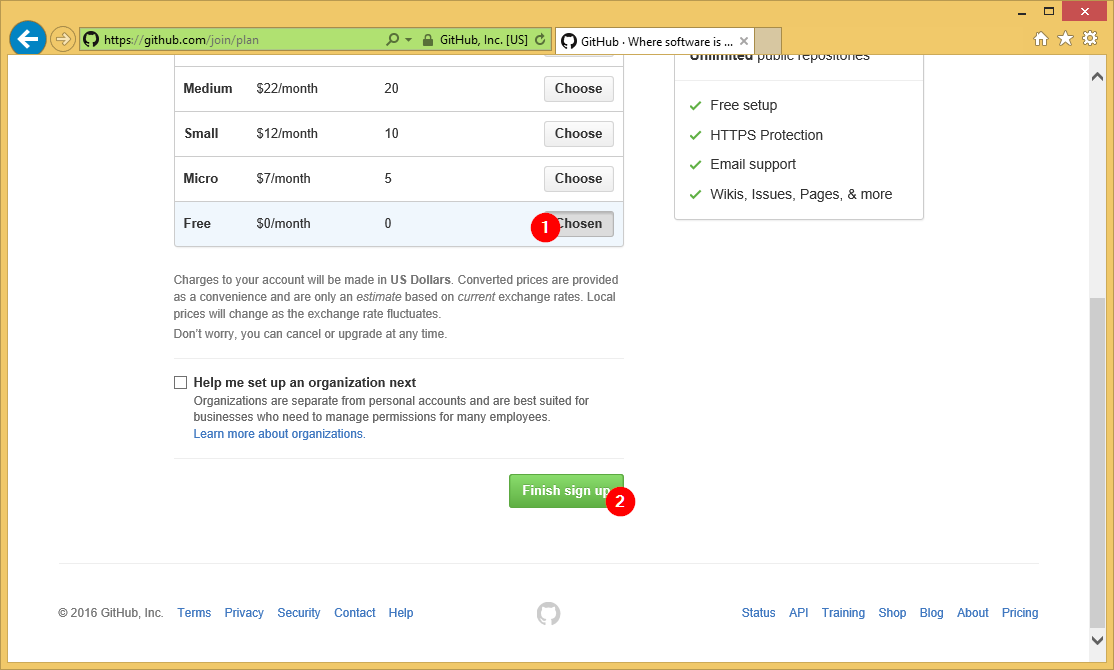 https://github.com/join/plan
GitHub, Inc. [US]
GitHub · Where software is ...
Medium $22/month 20 Choose
Small $12/month 10 Choose
Micro $7/month 5 Choose
Free $0/month 0 Chosen
1
Charges to your account will be made in US Dollars. Converted prices are provided
as a convenience and are only an estimate based on current exchange rates. Local
prices will change as the exchange rate fluctuates.
Don't worry, you can cancel or upgrade at any time.
Help me set up an organization next
Organizations are separate from personal accounts and are best suited for
businesses who need to manage permissions for many employees.
Learn more about organizations.
Finish sign up
2
Unlimited public repositories
Free setup
HTTPS Protection
Email support
Wikis, Issues, Pages, & more
© 2016 GitHub, Inc. Terms Privacy Security Contact Help
Status API Training Shop Blog About Pricing